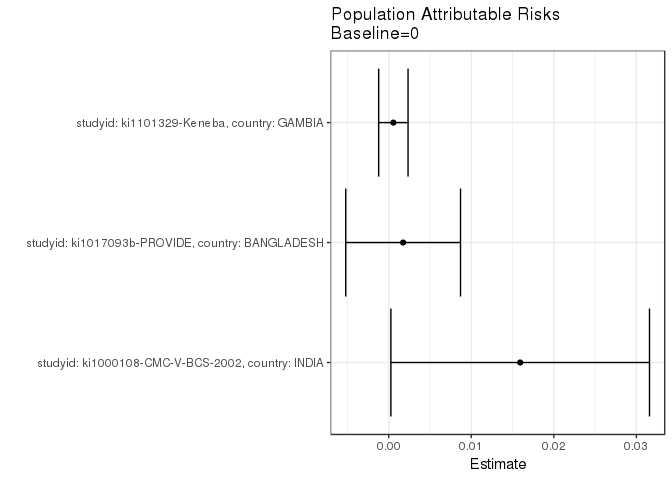 Population Attributable Risks
Baseline=0
studyid: ki1101329-Keneba, country: GAMBIA
studyid: ki1017093b-PROVIDE, country: BANGLADESH
studyid: ki1000108-CMC-V-BCS-2002, country: INDIA
0.00 0.01 0.02 0.03
Estimate